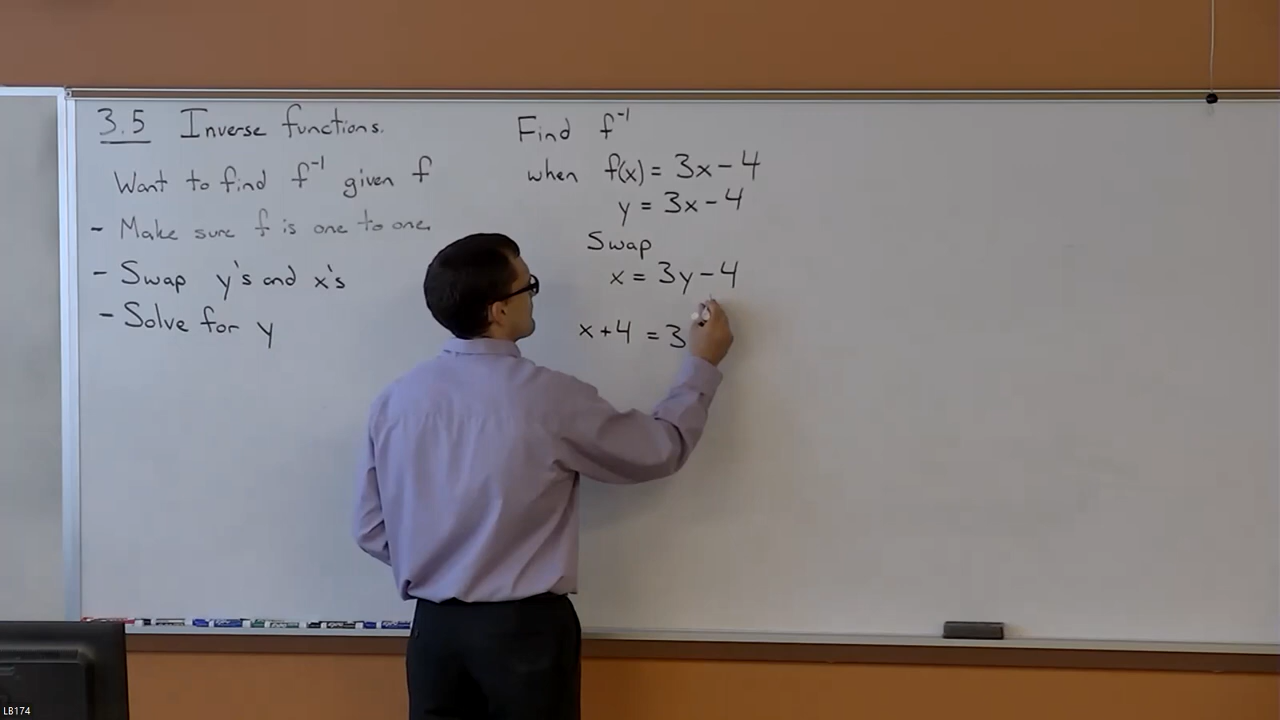 3.5 Inverse functions.
Want to find f⁻¹ given f
- Make sure f is one to one.
- Swap y's and x's
- Solve for y
Find f⁻¹
when f(x) = 3x - 4
y = 3x - 4
Swap
x = 3y - 4
x + 4 = 3
LB174